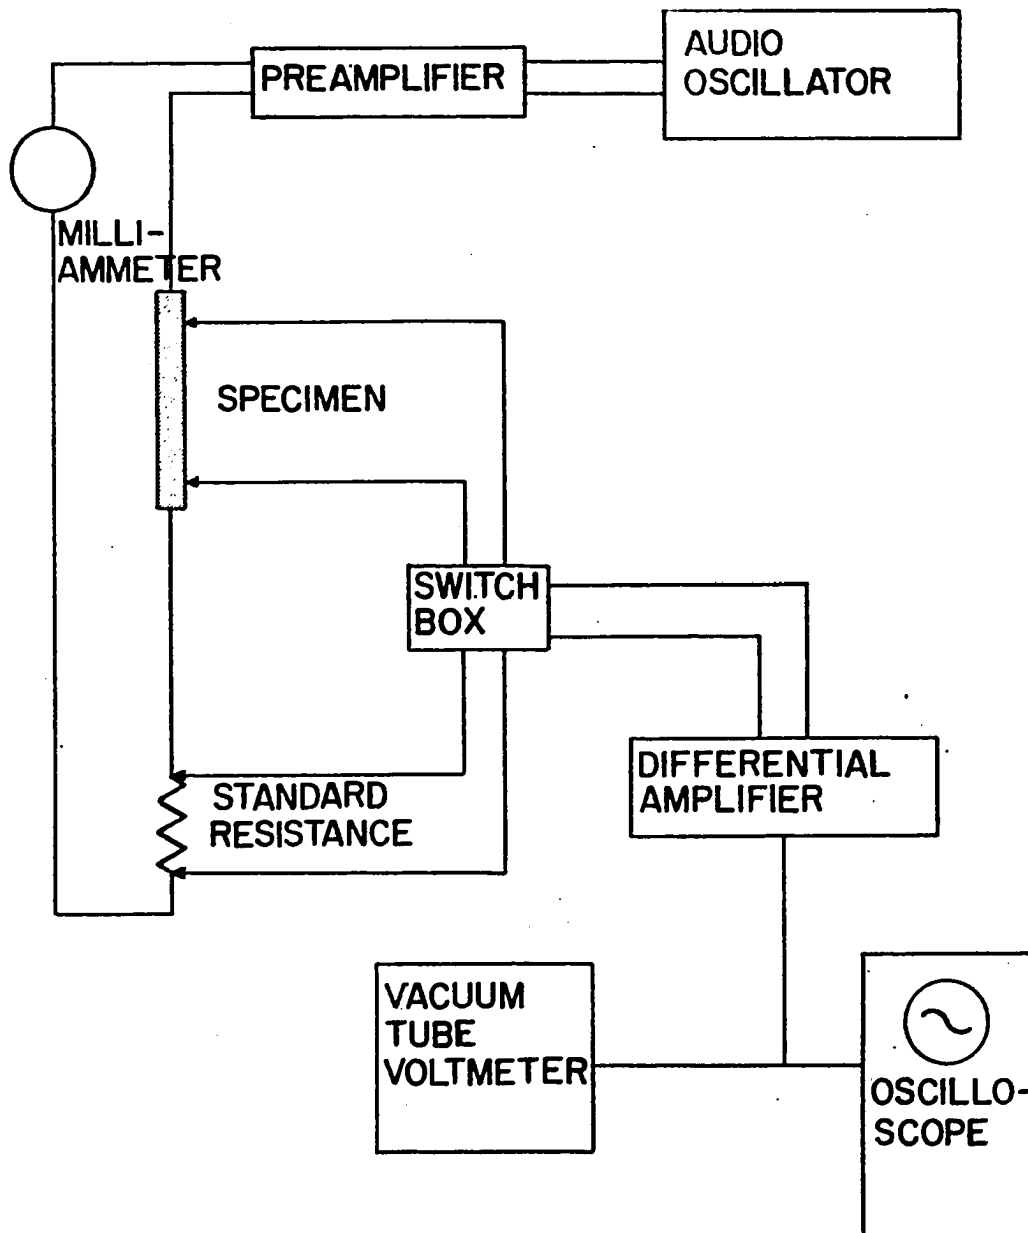 AUDIO
OSCILLATOR
PREAMPLIFIER
MILLI-
AMMETER
SPECIMEN
SWITCH
BOX
DIFFERENTIAL
AMPLIFIER
STANDARD
RESISTANCE
VACUUM
TUBE
VOLTMETER
OSCILLO-
SCOPE